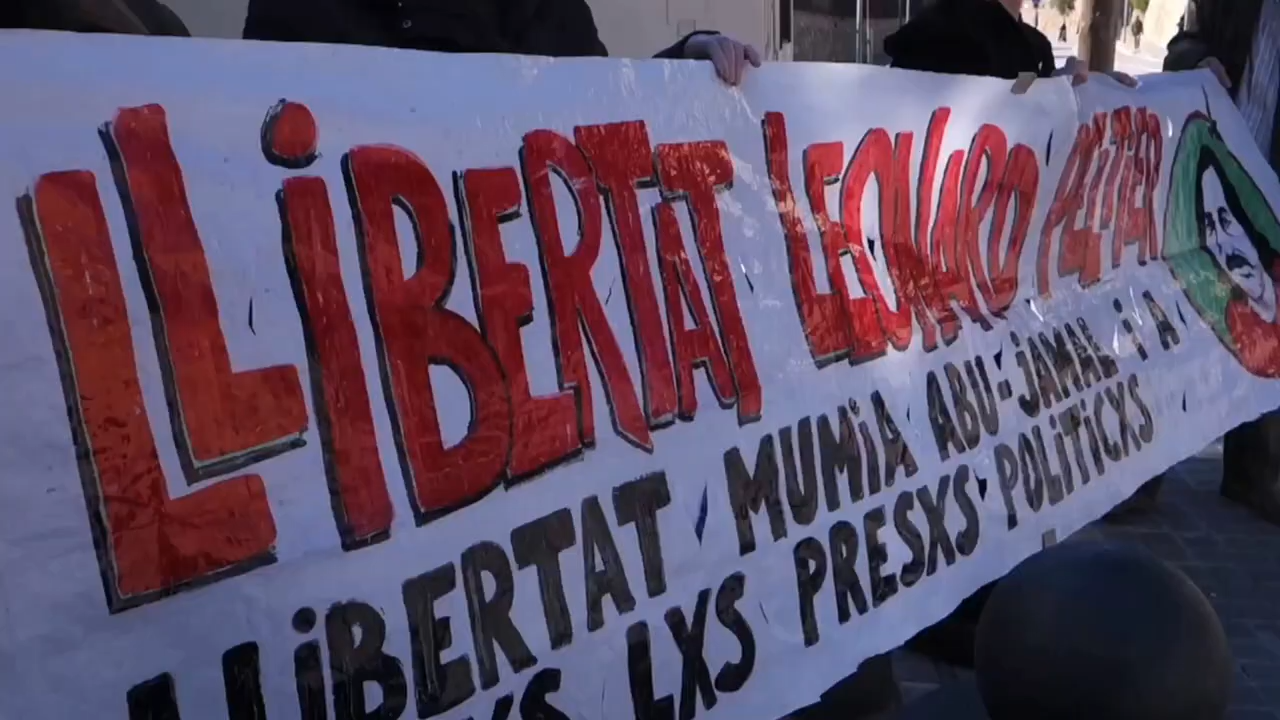 LLiBERTAT LEONARD PELTIER
LLiBERTAT MUMiA ABU-JAMAL i A
LXS PRESXS POLiTiCXS